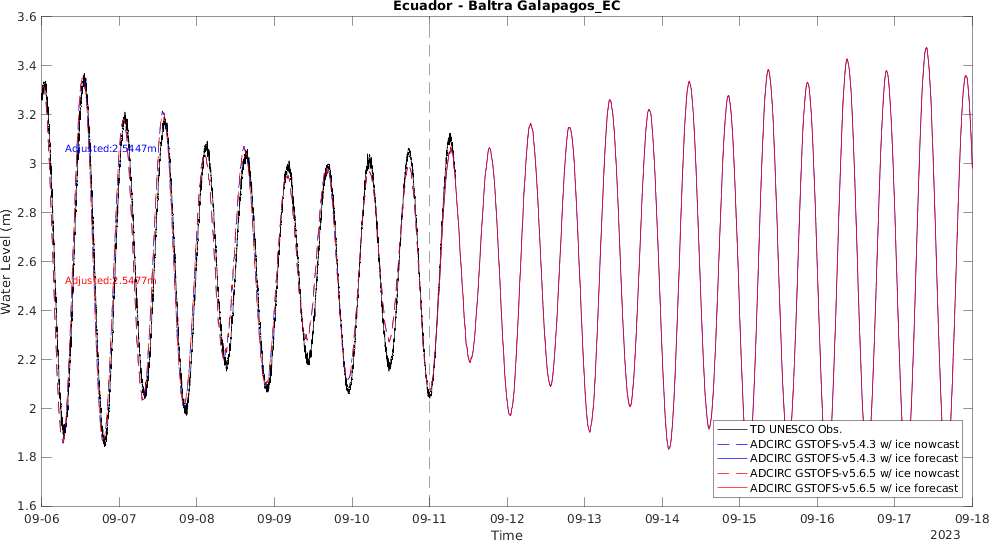 Ecuador - Baltra Galapagos_EC
3.6
3.4
3.2
3
2.8
2.6
2.4
2.2
2
1.8
1.6
Water Level (m)
Adjusted:2.5447m
Adjusted:2.5477m
TD UNESCO Obs.
ADCIRC GSTOFS-v5.4.3 w/ ice nowcast
ADCIRC GSTOFS-v5.4.3 w/ ice forecast
ADCIRC GSTOFS-v5.6.5 w/ ice nowcast
ADCIRC GSTOFS-v5.6.5 w/ ice forecast
09-06 09-07 09-08 09-09 09-10 09-11 09-12 09-13 09-14 09-15 09-16 09-17 09-18
Time
2023